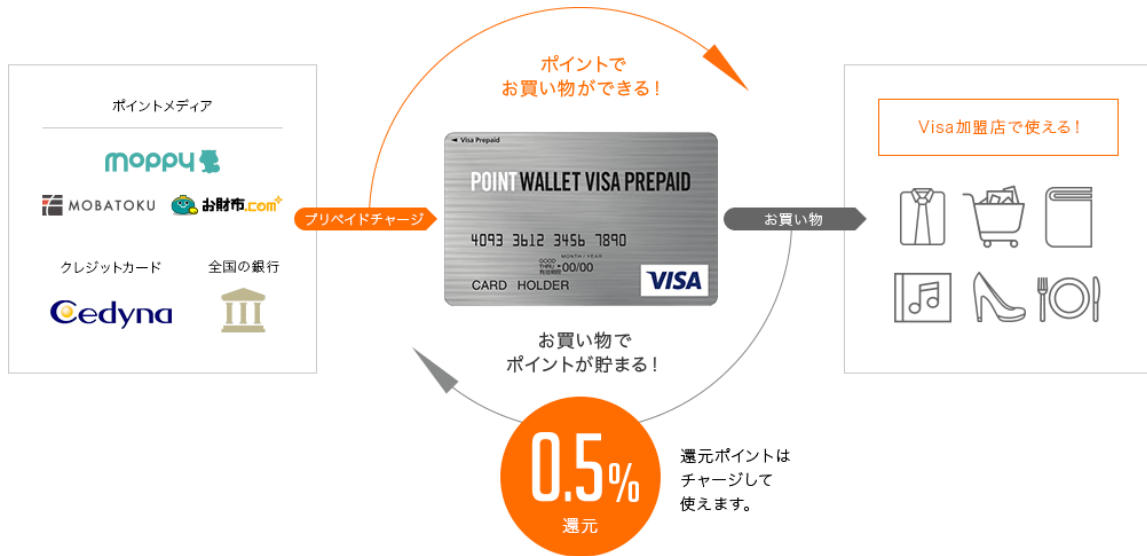 ポイントメディア
moppy
MOBATOKU
お財布.com
クレジットカード
全国の銀行
Cedyna
プリペイドチャージ
ポイントで
お買い物ができる!
◄ Visa Prepaid
POINT WALLET VISA PREPAID
4093 3612 3456 7890
MONTH / YEAR
GOOD
THRU
有効期限
00/00
CARD HOLDER
VISA
お買い物で
ポイントが貯まる!
お買い物
Visa加盟店で使える!
0.5%
還元
還元ポイントは
チャージして
使えます。